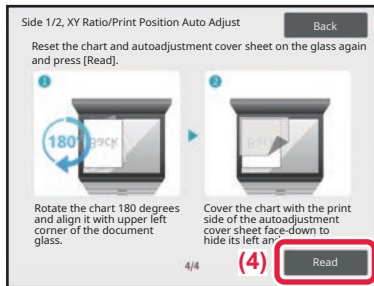 Side 1/2, XY Ratio/Print Position Auto Adjust
Back
Reset the chart and autoadjustment cover sheet on the glass again
and press [Read].
1
2
180°
Back
Rotate the chart 180 degrees
and align it with upper left
corner of the document
glass.
Cover the chart with the print
side of the autoadjustment
cover sheet face-down to
hide its left and
4/4
(4)
Read